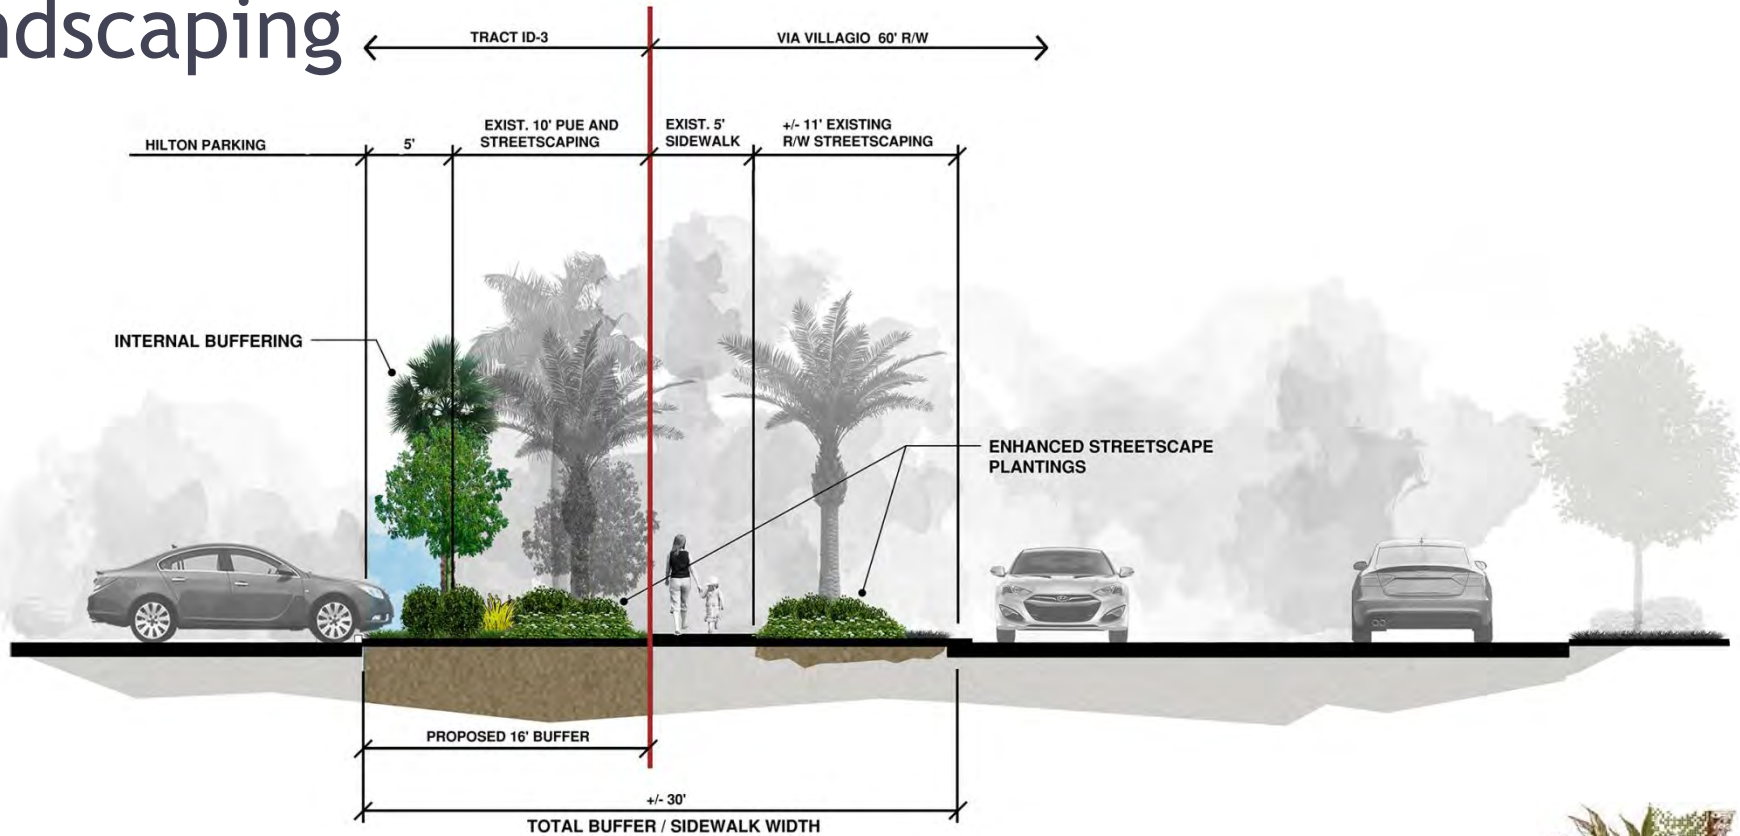 ndscaping
TRACT ID-3
VIA VILLAGIO 60' R/W
HILTON PARKING
5'
EXIST. 10' PUE AND
STREETSCAPING
EXIST. 5'
SIDEWALK
+/- 11' EXISTING
R/W STREETSCAPING
INTERNAL BUFFERING
ENHANCED STREETSCAPE
PLANTINGS
PROPOSED 16' BUFFER
+/- 30'
TOTAL BUFFER / SIDEWALK WIDTH